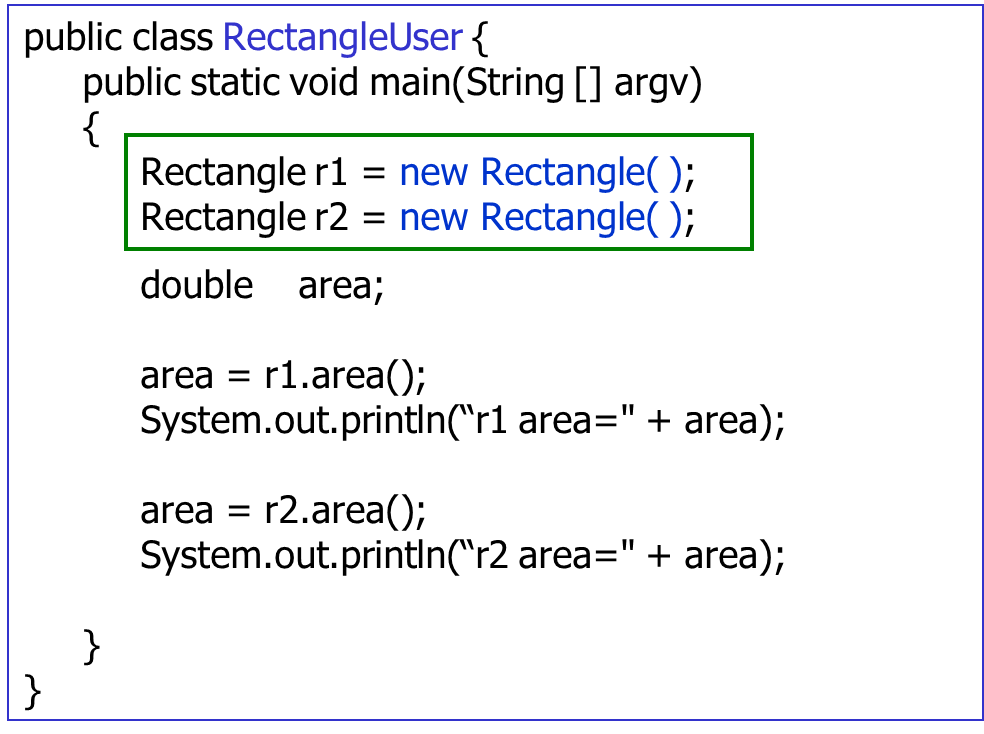 public class RectangleUser {
public static void main(String [] argv)
{
Rectangle r1 = new Rectangle( );
Rectangle r2 = new Rectangle( );
double area;
area = r1.area();
System.out.println(“r1 area=" + area);
area = r2.area();
System.out.println(“r2 area=" + area);
}
}